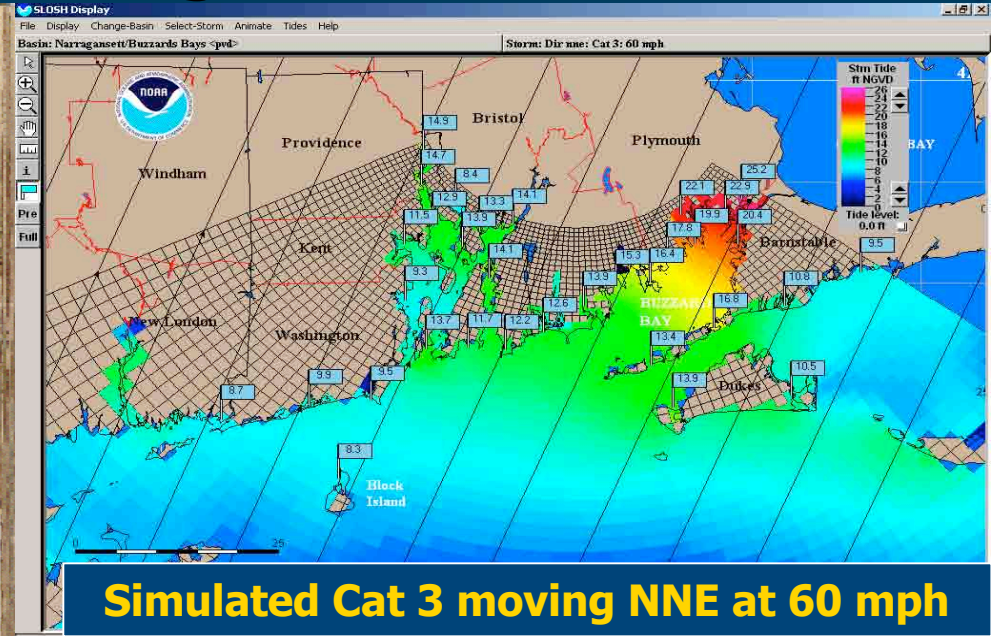 SLOSH Display
File Display Change-Basin Select-Storm Animate Tides Help
Basin: Narragansett/Buzzards Bays <pvd> Storm: Dir nne: Cat 3: 60 mph
NOAA
Stm Tide
ft NGVD
26
24
22
20
18
16
14
12
10
8
6
4
2
0
Tide level:
0.0 ft
4
BAY
Bristol
14.9
Plymouth
Providence
14.7
25.2
Windham
8.4
22.1
22.9
12.9
13.3
14.1
11.5
13.9
19.9
20.4
17.8
Pre
Full
Kent
14.1
Barnstable
9.5
15.3
16.4
9.3
13.9
10.8
12.6
BUZZARD
BAY
16.8
New London
Washington
13.7
11.7
12.2
13.4
9.5
9.9
8.7
13.9
Dukes
10.5
25
8.3
Block
Island
0 25
Simulated Cat 3 moving NNE at 60 mph